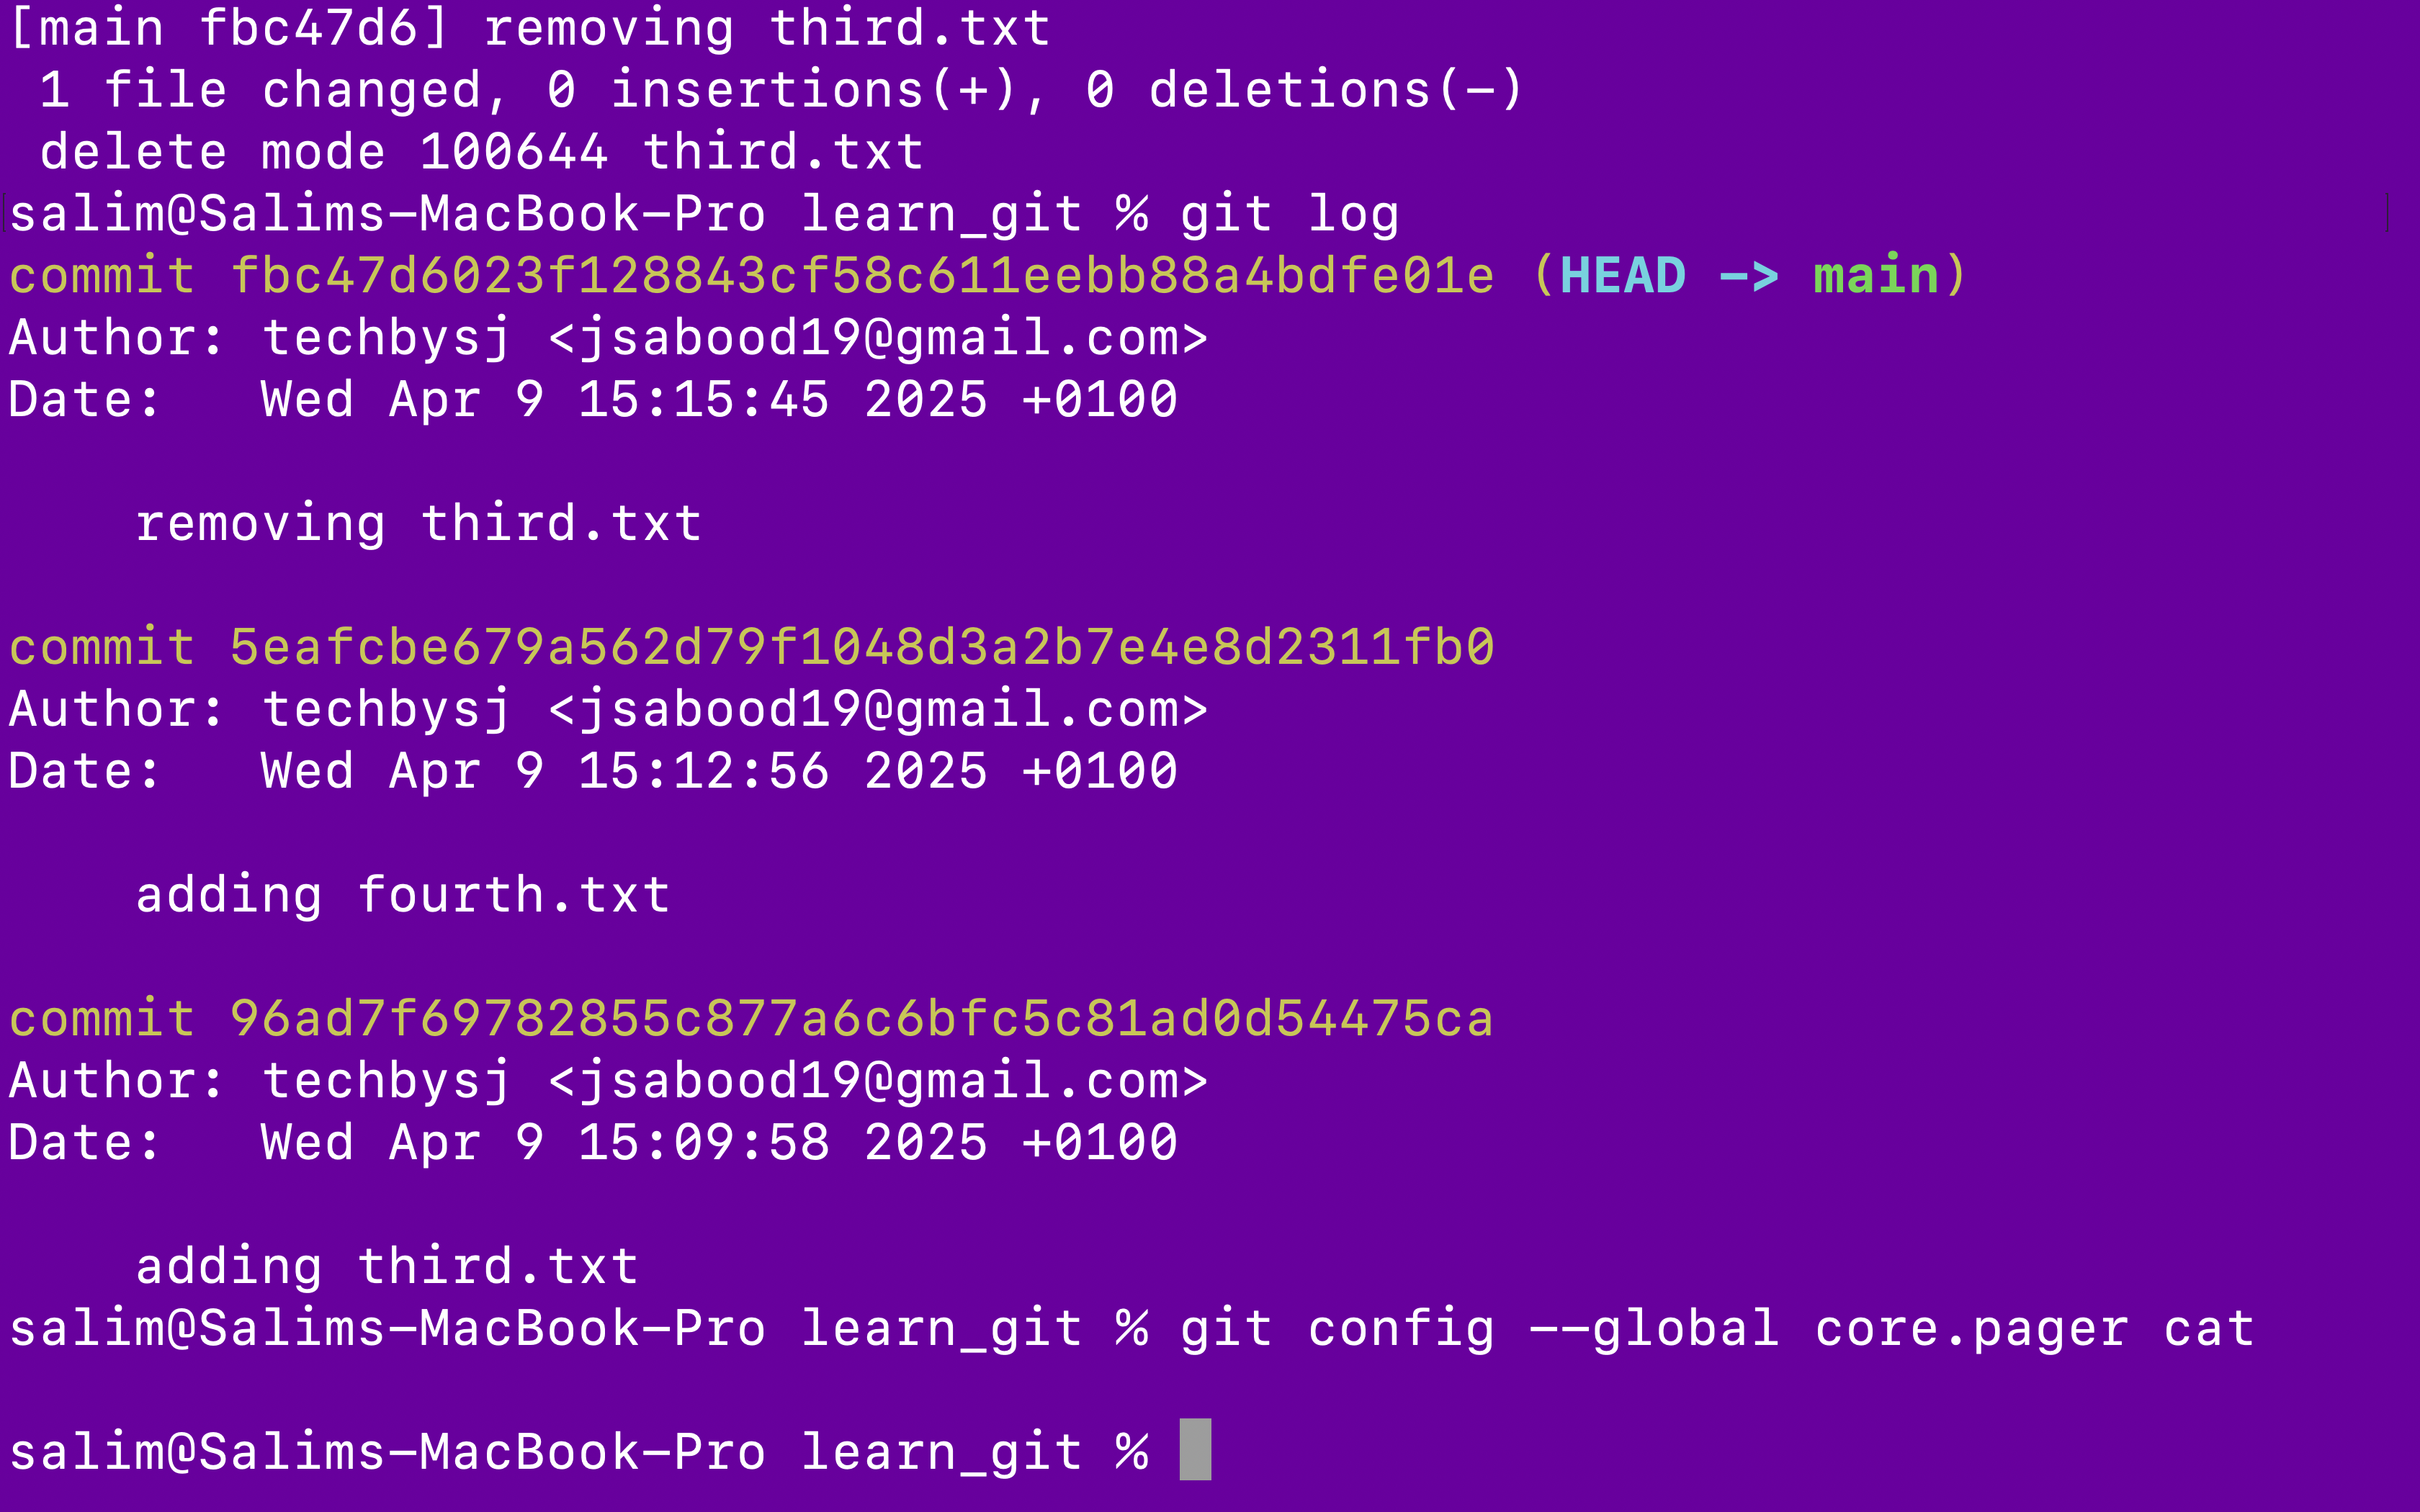 [main fbc47d6] removing third.txt
 1 file changed, 0 insertions(+), 0 deletions(-)
 delete mode 100644 third.txt
salim@Salims-MacBook-Pro learn_git % git log
commit fbc47d6023f128843cf58c611eebb88a4bdfe01e (HEAD -> main)
Author: techbysj <jsabood19@gmail.com>
Date:   Wed Apr 9 15:15:45 2025 +0100
    removing third.txt
commit 5eafcbe679a562d79f1048d3a2b7e4e8d2311fb0
Author: techbysj <jsabood19@gmail.com>
Date:   Wed Apr 9 15:12:56 2025 +0100
    adding fourth.txt
commit 96ad7f69782855c877a6c6bfc5c81ad0d54475ca
Author: techbysj <jsabood19@gmail.com>
Date:   Wed Apr 9 15:09:58 2025 +0100
    adding third.txt
salim@Salims-MacBook-Pro learn_git % git config --global core.pager cat
salim@Salims-MacBook-Pro learn_git %